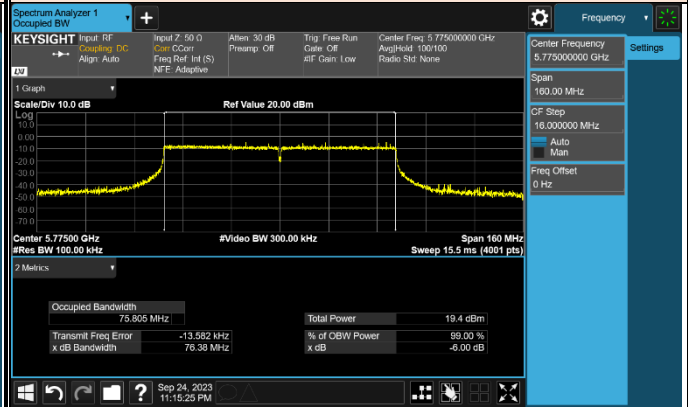 Spectrum Analyzer 1
Occupied BW
+
Frequency
KEYSIGHT
Input: RF
Coupling: DC
Align: Auto
Input Z: 50 Ω
Corr CCorr
Freq Ref: Int (S)
NFE: Adaptive
Atten: 30 dB
Preamp: Off
Trig: Free Run
Gate: Off
#IF Gain: Low
Center Freq: 5.775000000 GHz
Avg|Hold: 100/100
Radio Std: None
LXI
Center Frequency
5.775000000 GHz
Settings
Span
160.00 MHz
CF Step
16.000000 MHz
Auto
Man
Freq Offset
0 Hz
1 Graph
Scale/Div 10.0 dB
Ref Value 20.00 dBm
Log
10.0
0.00
-10.0
-20.0
-30.0
-40.0
-50.0
-60.0
-70.0
Center 5.77500 GHz
#Video BW 300.00 kHz
Span 160 MHz
#Res BW 100.00 kHz
Sweep 15.5 ms (4001 pts)
2 Metrics
Occupied Bandwidth
75.805 MHz
Total Power 19.4 dBm
Transmit Freq Error -13.582 kHz
% of OBW Power 99.00 %
x dB Bandwidth 76.38 MHz
x dB -6.00 dB
?
Sep 24, 2023
11:15:25 PM